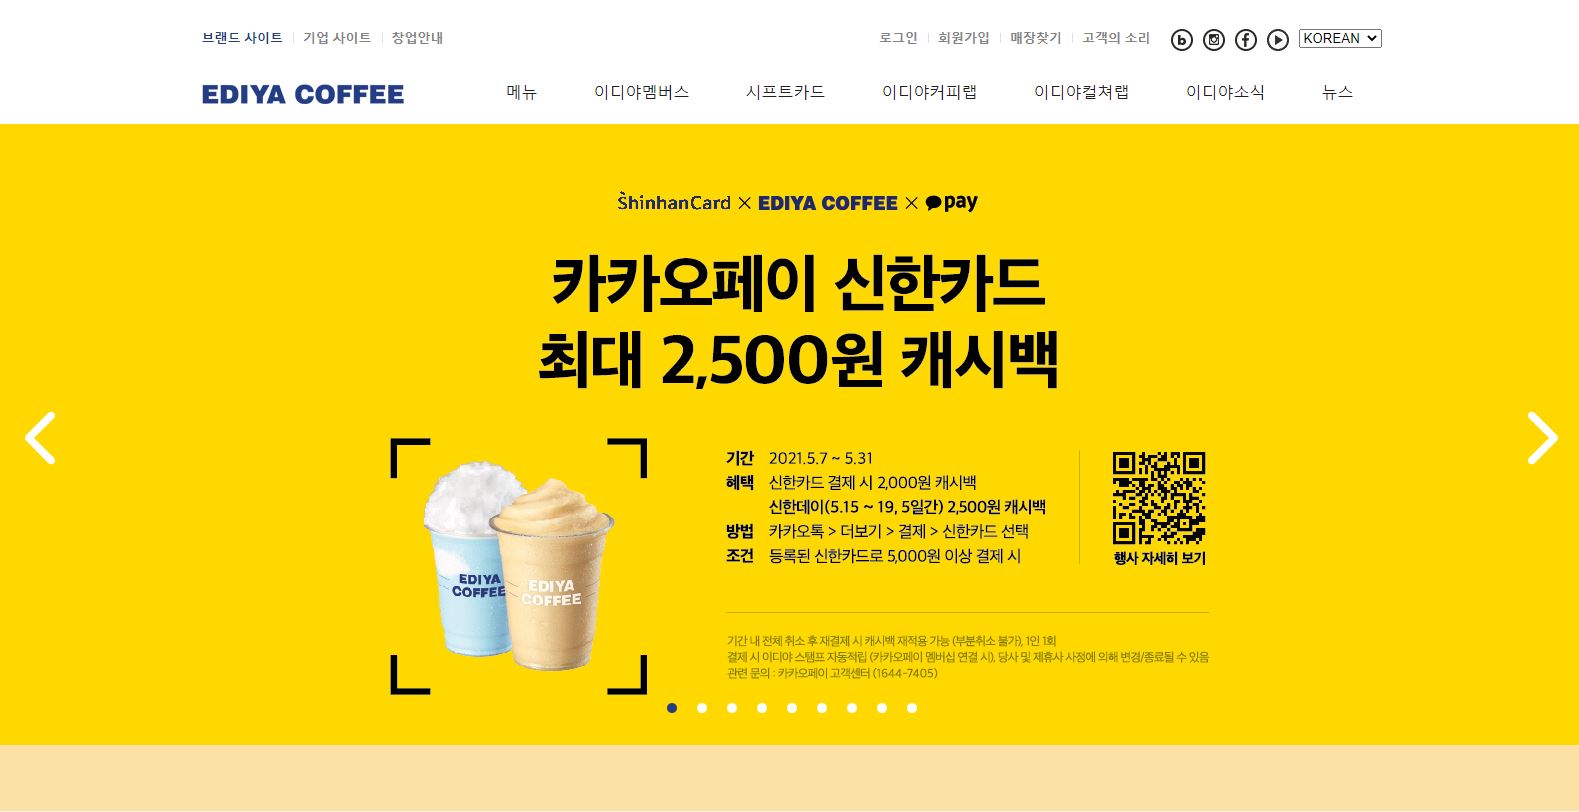 브랜드 사이트 기업 사이트 창업안내 로그인 회원가입 매장찾기 고객의 소리 KOREAN
EDIYA COFFEE 메뉴 이디야멤버스 시프트카드 이디야커피랩 이디야컬쳐랩 이디야소식 뉴스
ShinhanCard × EDIYA COFFEE × pay
카카오페이 신한카드
최대 2,500원 캐시백
기간 2021.5.7 ~ 5.31
혜택 신한카드 결제 시 2,000원 캐시백
신한데이(5.15 ~ 19, 5일간) 2,500원 캐시백
방법 카카오톡 > 더보기 > 결제 > 신한카드 선택
조건 등록된 신한카드로 5,000원 이상 결제 시
행사 자세히 보기
EDIYA
COFFEE
EDIYA
COFFEE
기간 내 전체 취소 후 재결제 시 캐시백 재적용 가능 (부분취소 불가), 1인 1회
결제 시 이디야 스탬프 자동적립 (카카오페이 멤버십 연결 시), 당사 및 제휴사 사정에 의해 변경/종료될 수 있음
관련 문의 : 카카오페이 고객센터 (1644-7405)